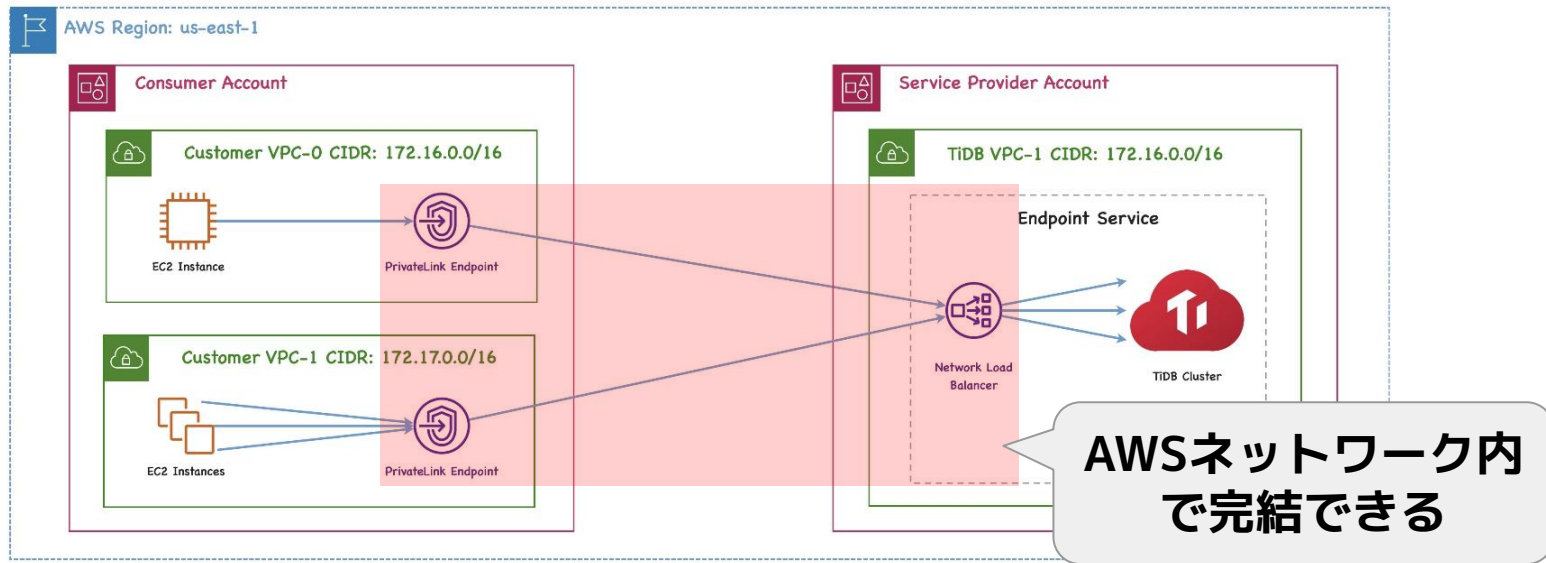 AWS Region: us-east-1
Consumer Account
Customer VPC-0 CIDR: 172.16.0.0/16
EC2 Instance
PrivateLink Endpoint
Customer VPC-1 CIDR: 172.17.0.0/16
EC2 Instances
PrivateLink Endpoint
Service Provider Account
TiDB VPC-1 CIDR: 172.16.0.0/16
Endpoint Service
Network Load
Balancer
TiDB Cluster
AWSネットワーク内
で完結できる